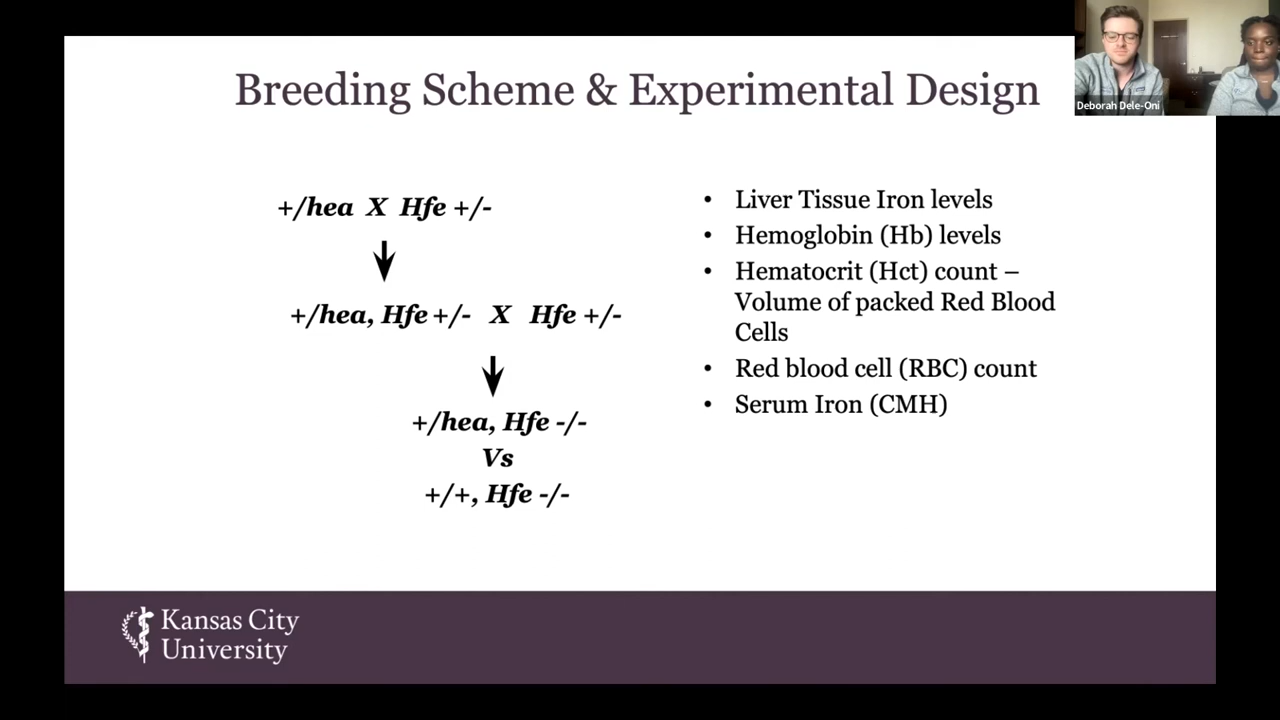 Breeding Scheme & Experimental Design
Deborah Dele-Oni
+/hea X Hfe +/-
+/hea, Hfe +/- X Hfe +/-
+/hea, Hfe -/-
Vs
+/+, Hfe -/-
• Liver Tissue Iron levels
• Hemoglobin (Hb) levels
• Hematocrit (Hct) count –
Volume of packed Red Blood
Cells
• Red blood cell (RBC) count
• Serum Iron (CMH)
Kansas City
University